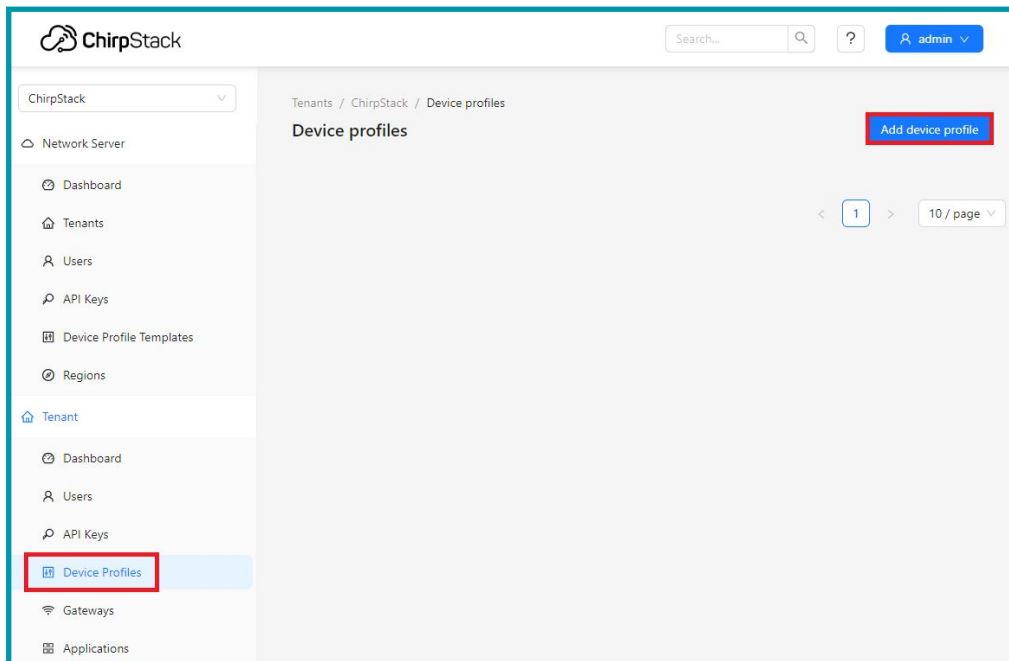 ChirpStack
Search...
?
admin
ChirpStack
Network Server
Dashboard
Tenants
Users
API Keys
Device Profile Templates
Regions
Tenant
Dashboard
Users
API Keys
Device Profiles
Gateways
Applications
Tenants / ChirpStack / Device profiles
Device profiles
Add device profile
< 1 > 10 / page